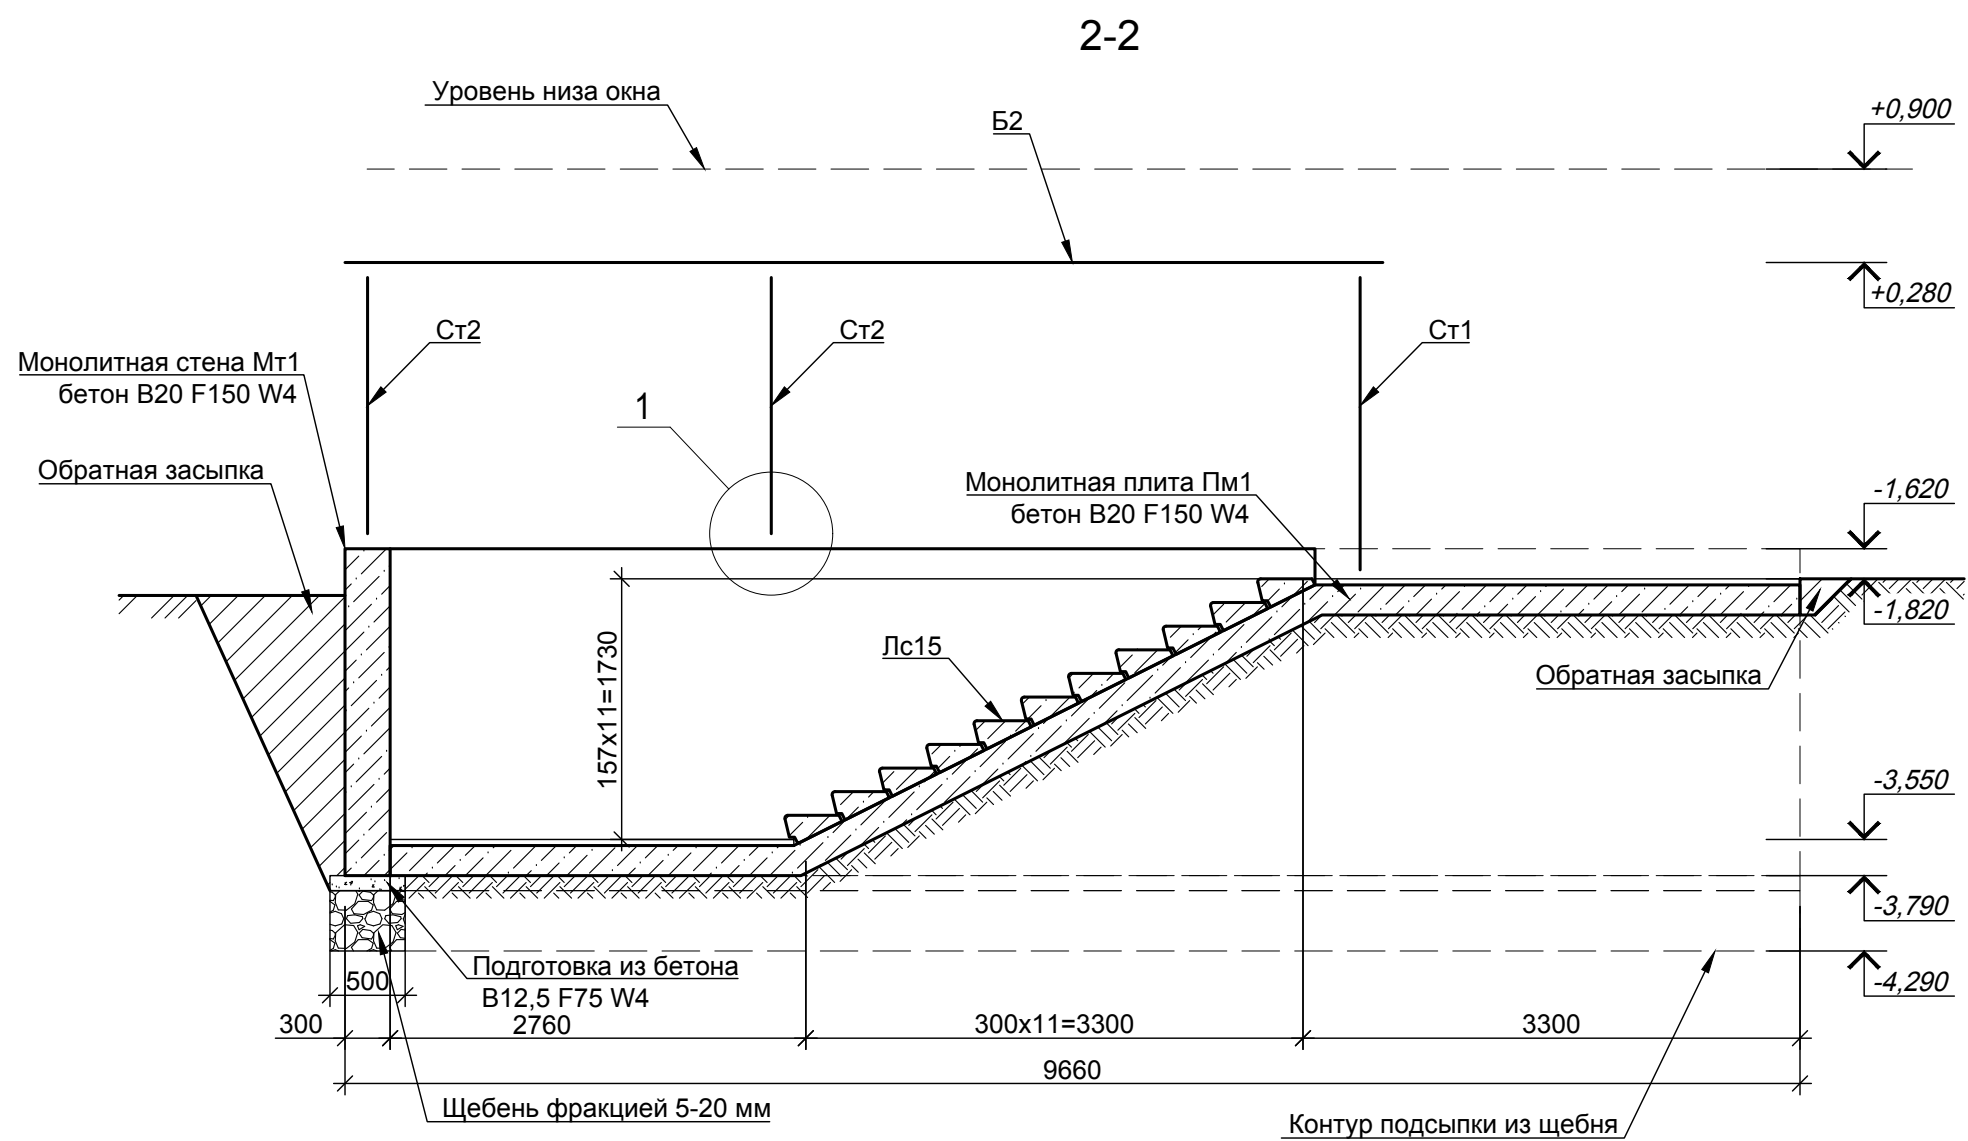 2-2
Уровень низа окна
Б2
+0,900
+0,280
Ст2
Ст2
Ст1
Монолитная стена Мт1
бетон В20 F150 W4
1
Обратная засыпка
Монолитная плита Пм1
бетон В20 F150 W4
-1,620
-1,820
157х11=1730
Лс15
Обратная засыпка
-3,550
-3,790
-4,290
Подготовка из бетона
В12,5 F75 W4
500
300
2760
300х11=3300
3300
9660
Щебень фракцией 5-20 мм
Контур подсыпки из щебня